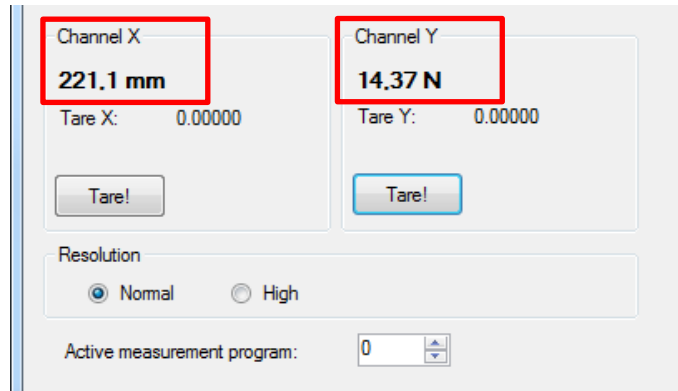 Channel X
Channel Y
221,1 mm
14,37 N
Tare X: 0.00000
Tare Y: 0.00000
Tare!
Tare!
Resolution
Normal
High
Active measurement program: 0